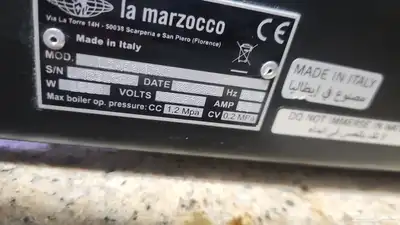 la marzocco
Via La Torre 14H - 50038 Scarperia e San Piero (Florence)
Made in Italy
MOD.
S/N DATE Hz
W VOLTS AMP
Max boiler op. pressure: CC 1,2 Mpa CV 0,2 MPa
MADE IN ITALY
مصنوع في إيطاليا
DO NOT IMMERSE IN